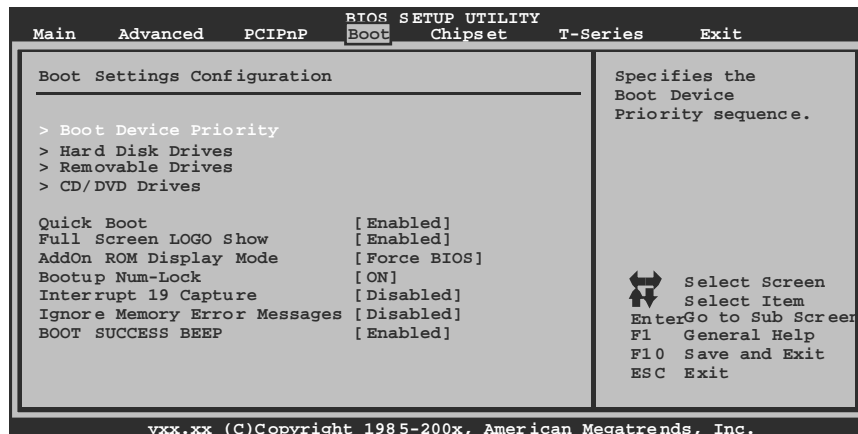 BIOS SETUP UTILITY
Main Advanced PCIPnP Boot Chipset T-Series Exit
Boot Settings Configuration
> Boot Device Priority
> Hard Disk Drives
> Removable Drives
> CD/DVD Drives
Quick Boot [Enabled]
Full Screen LOGO Show [Enabled]
AddOn ROM Display Mode [Force BIOS]
Bootup Num-Lock [ON]
Interrupt 19 Capture [Disabled]
Ignore Memory Error Messages [Disabled]
BOOT SUCCESS BEEP [Enabled]
Specifies the
Boot Device
Priority sequence.
Select Screen
Select Item
Enter Go to Sub Screen
F1 General Help
F10 Save and Exit
ESC Exit
vxx.xx (C)Copyright 1985-200x, American Megatrends, Inc.